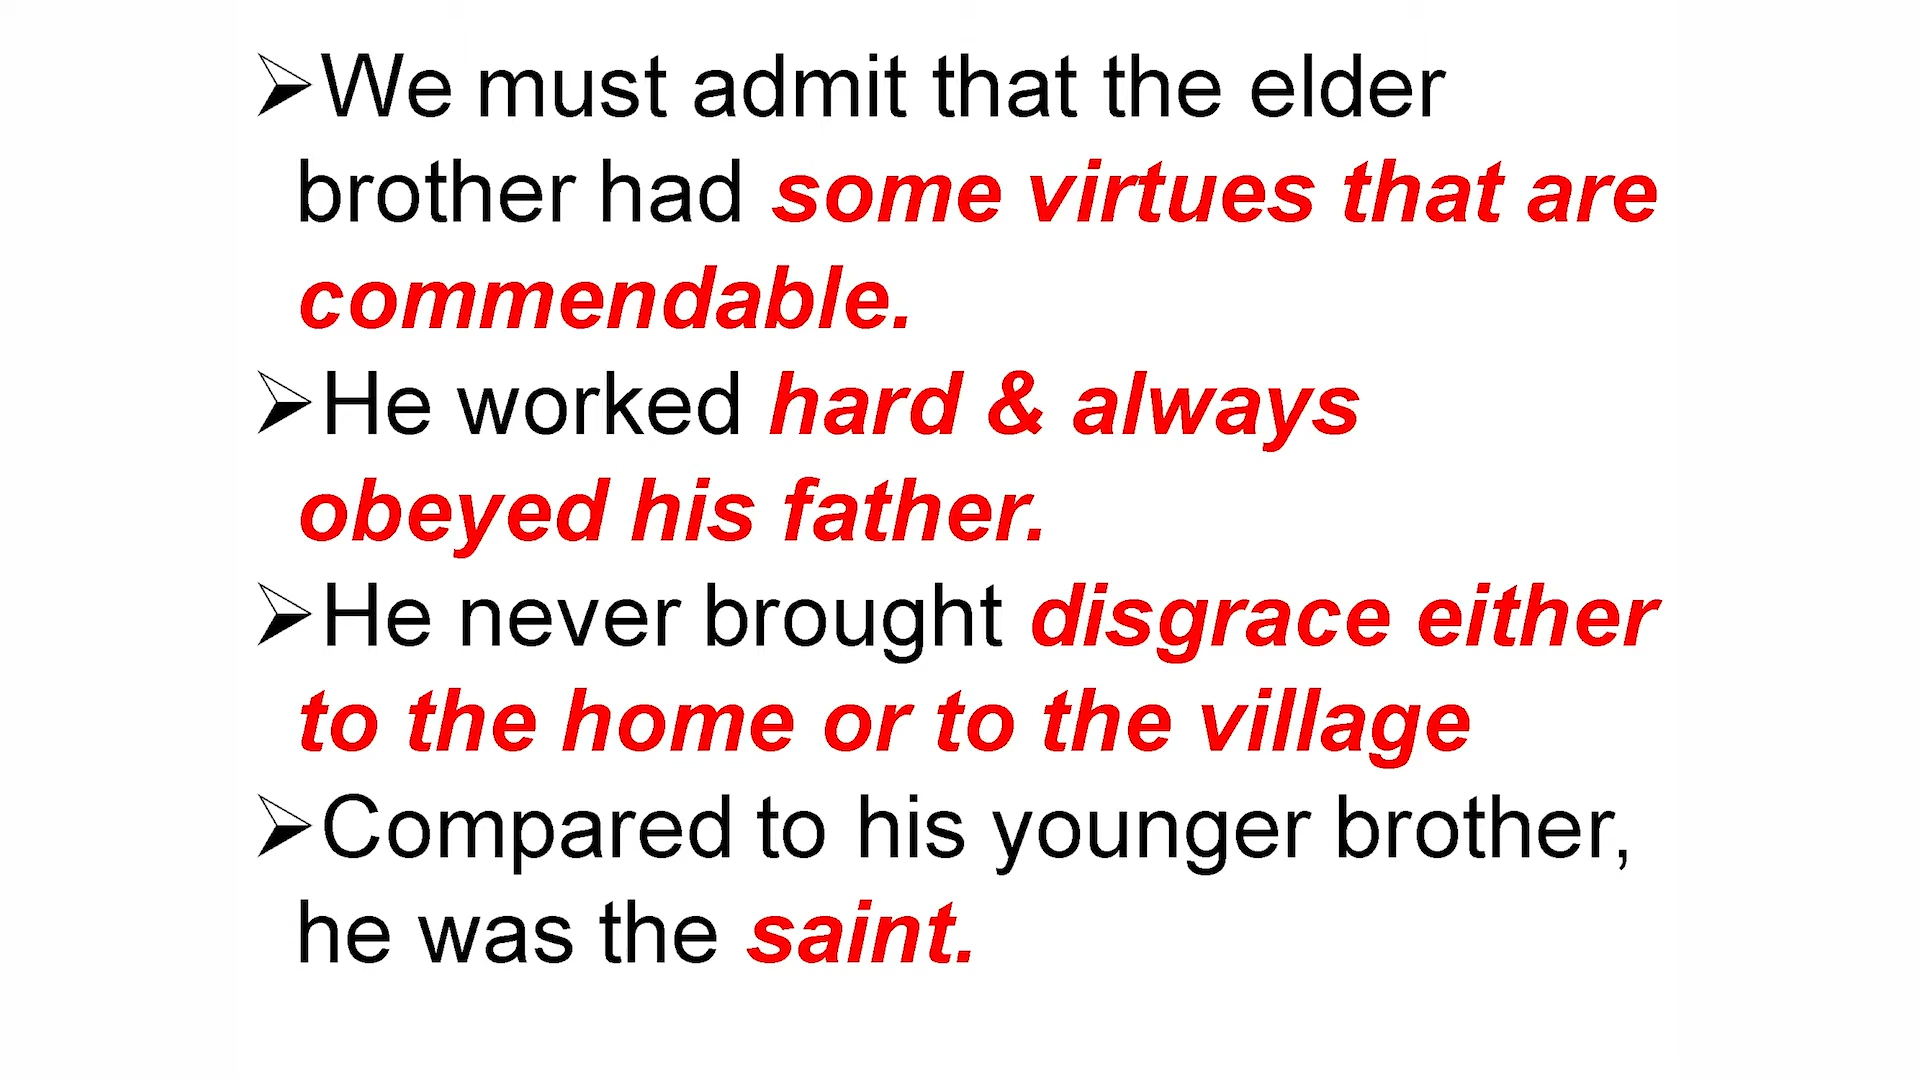 ➢We must admit that the elder
brother had some virtues that are
commendable.
➢He worked hard & always
obeyed his father.
➢He never brought disgrace either
to the home or to the village
➢Compared to his younger brother,
he was the saint.